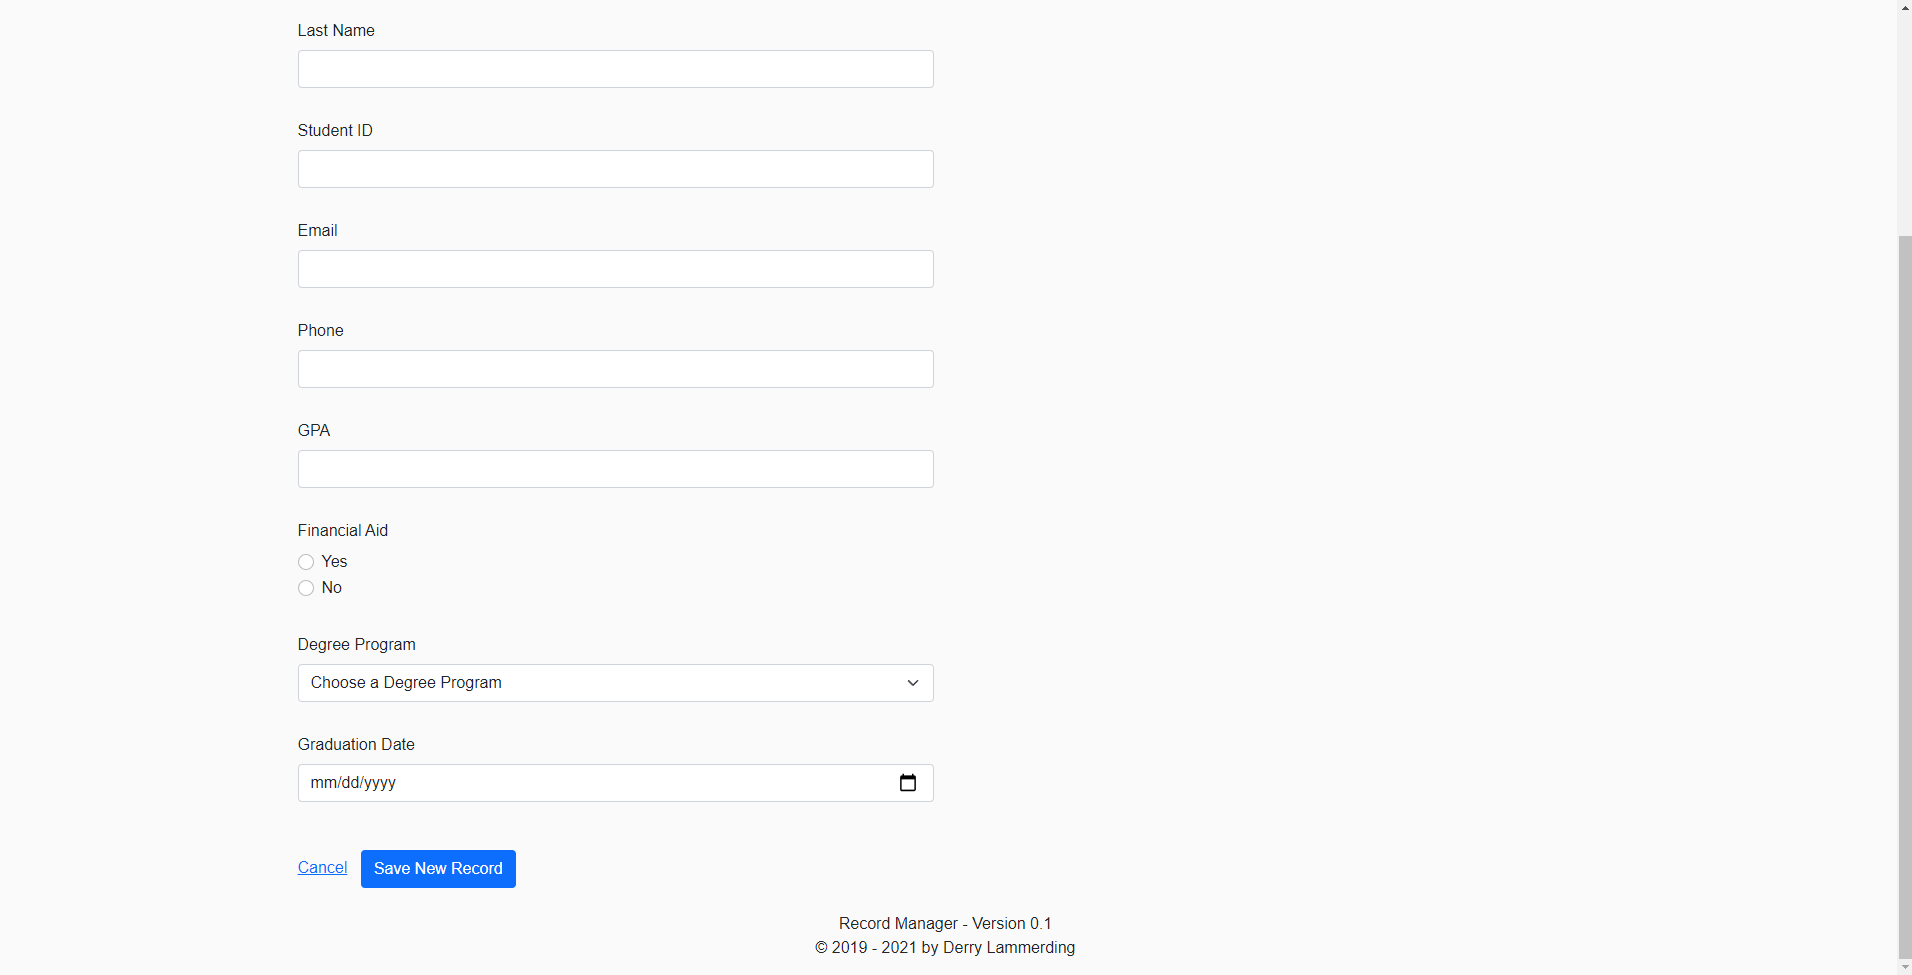 Last Name
Student ID
Email
Phone
GPA
Financial Aid
Yes
No
Degree Program
Choose a Degree Program
Graduation Date
mm/dd/yyyy
Cancel Save New Record
Record Manager - Version 0.1
© 2019 - 2021 by Derry Lammerding